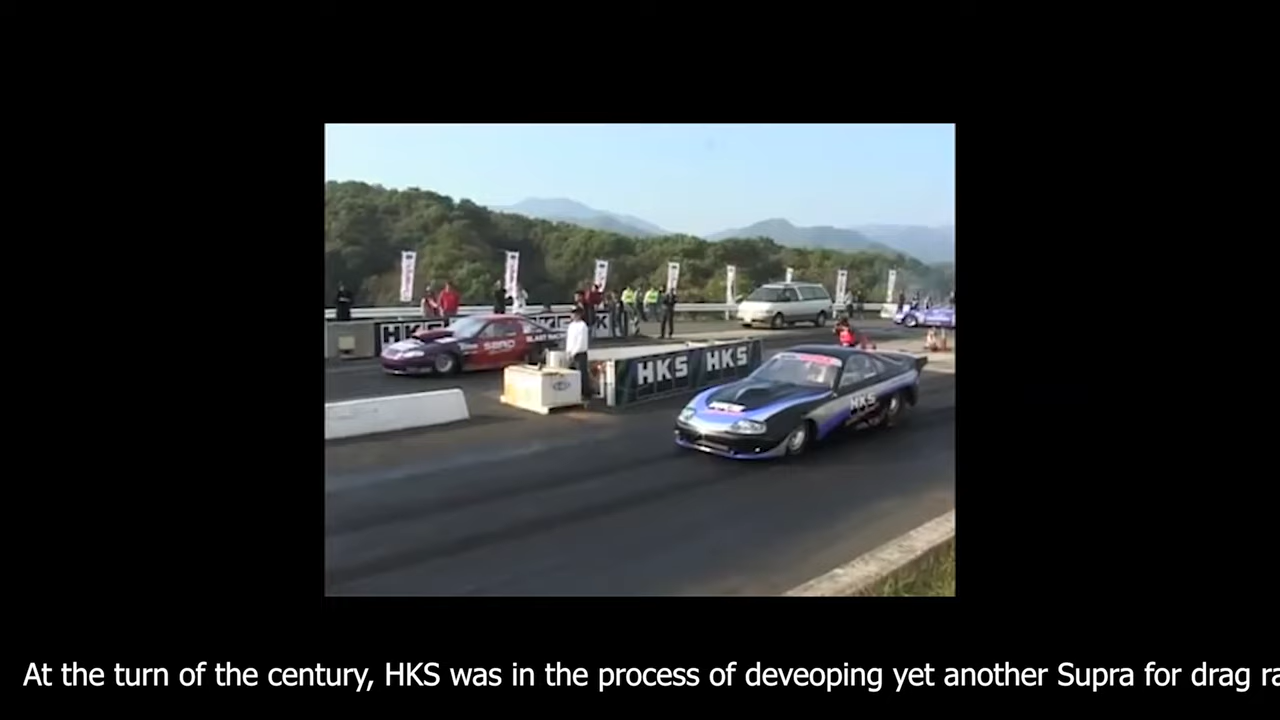 HKS
SARD
HKS HKS
HKS
At the turn of the century, HKS was in the process of deveoping yet another Supra for drag ra